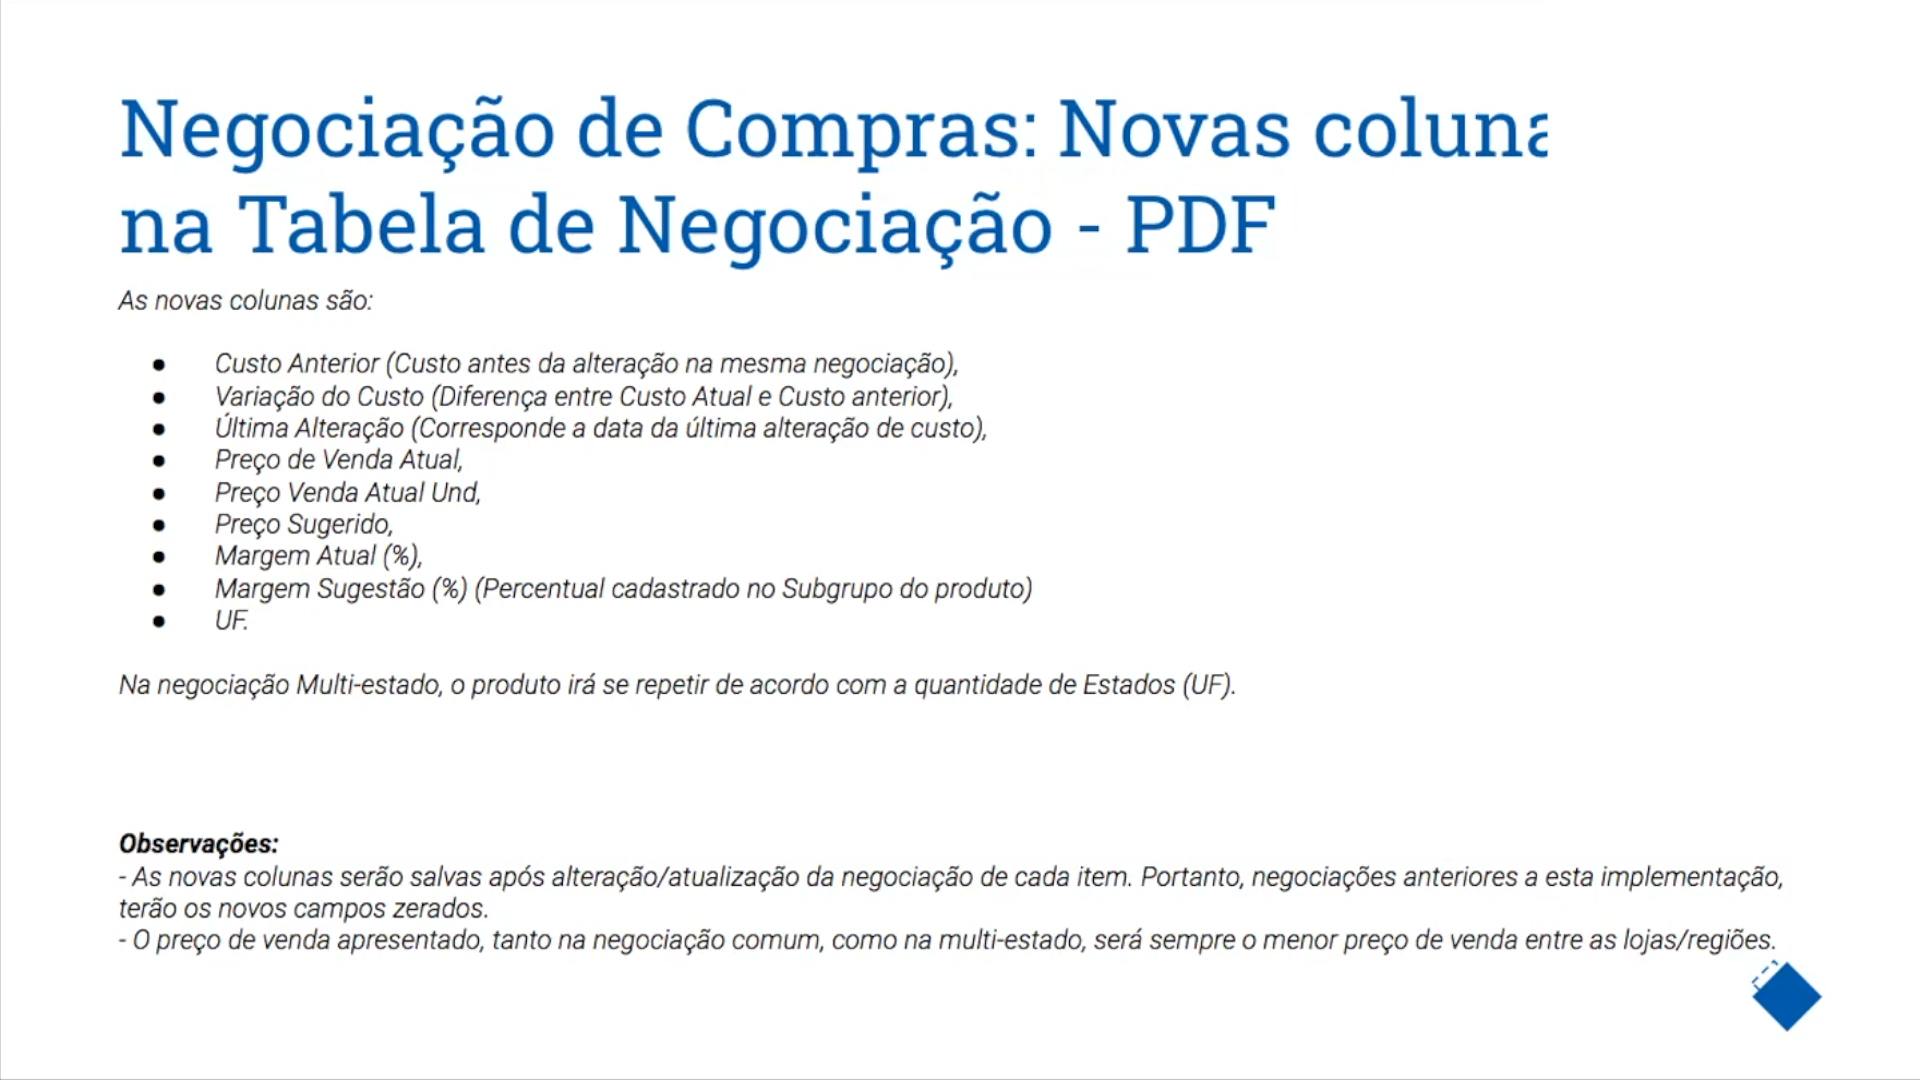 Negociação de Compras: Novas coluna
na Tabela de Negociação - PDF
As novas colunas são:
● Custo Anterior (Custo antes da alteração na mesma negociação),
● Variação do Custo (Diferença entre Custo Atual e Custo anterior),
● Última Alteração (Corresponde a data da última alteração de custo),
● Preço de Venda Atual,
● Preço Venda Atual Und,
● Preço Sugerido,
● Margem Atual (%),
● Margem Sugestão (%) (Percentual cadastrado no Subgrupo do produto)
● UF.
Na negociação Multi-estado, o produto irá se repetir de acordo com a quantidade de Estados (UF).
Observações:
- As novas colunas serão salvas após alteração/atualização da negociação de cada item. Portanto, negociações anteriores a esta implementação,
terão os novos campos zerados.
- O preço de venda apresentado, tanto na negociação comum, como na multi-estado, será sempre o menor preço de venda entre as lojas/regiões.